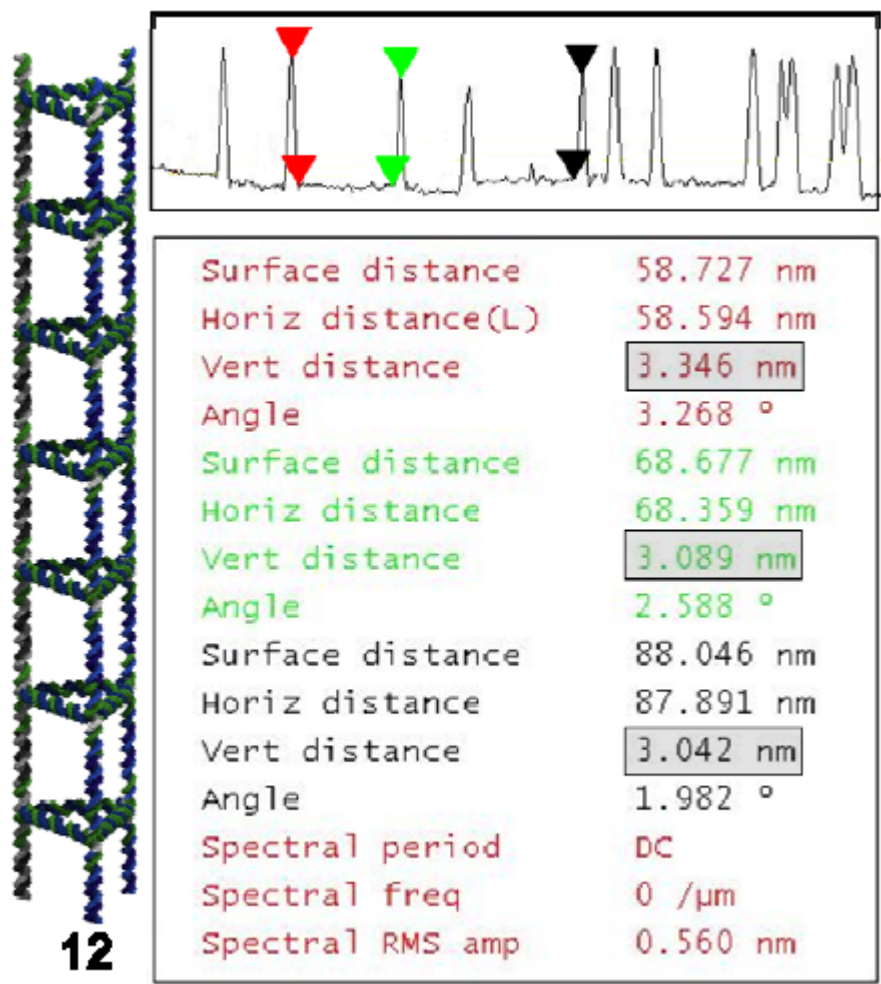 Surface distance 58.727 nm
Horiz distance(L) 58.594 nm
Vert distance 3.346 nm
Angle 3.268 º
Surface distance 68.677 nm
Horiz distance 68.359 nm
Vert distance 3.089 nm
Angle 2.588 º
Surface distance 88.046 nm
Horiz distance 87.891 nm
Vert distance 3.042 nm
Angle 1.982 º
Spectral period DC
Spectral freq 0 /µm
Spectral RMS amp 0.560 nm
12